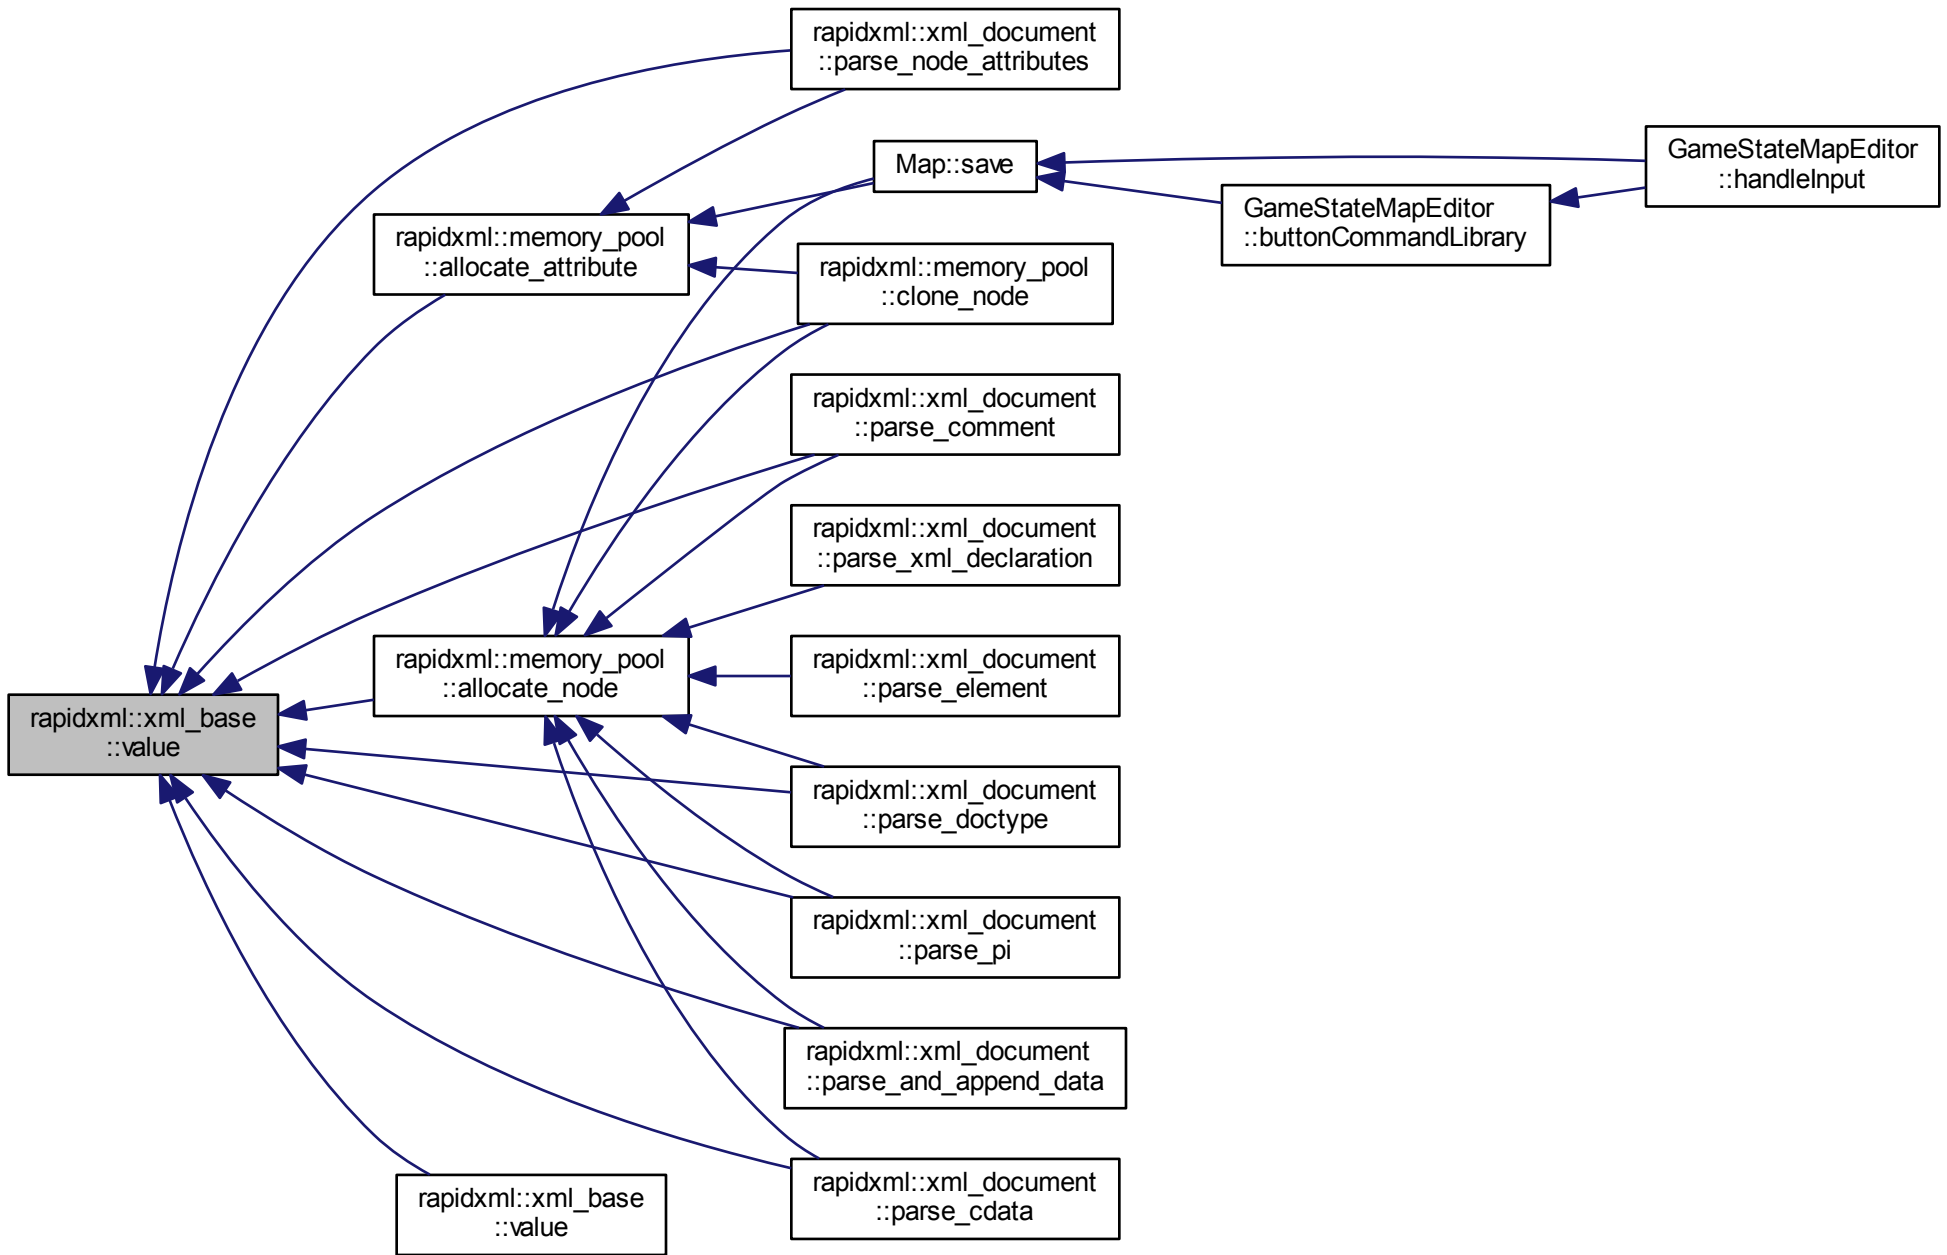 rapidxml::xml_document
::parse_node_attributes
Map::save
GameStateMapEditor
::handleInput
GameStateMapEditor
::buttonCommandLibrary
rapidxml::memory_pool
::allocate_attribute
rapidxml::memory_pool
::clone_node
rapidxml::xml_document
::parse_comment
rapidxml::xml_document
::parse_xml_declaration
rapidxml::memory_pool
::allocate_node
rapidxml::xml_document
::parse_element
rapidxml::xml_base
::value
rapidxml::xml_document
::parse_doctype
rapidxml::xml_document
::parse_pi
rapidxml::xml_document
::parse_and_append_data
rapidxml::xml_document
::parse_cdata
rapidxml::xml_base
::value